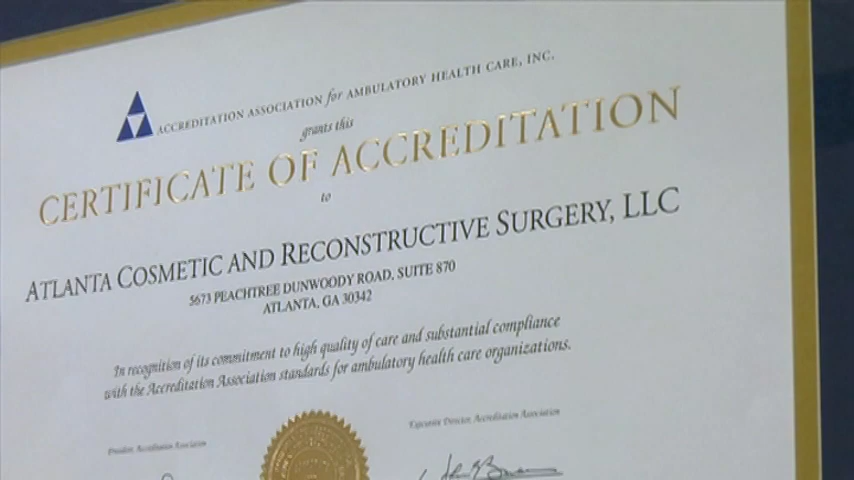 ACCREDITATION ASSOCIATION for AMBULATORY HEALTH CARE, INC.
grants this
CERTIFICATE OF ACCREDITATION
to
ATLANTA COSMETIC AND RECONSTRUCTIVE SURGERY, LLC
5673 PEACHTREE DUNWOODY ROAD, SUITE 870
ATLANTA, GA 30342
In recognition of its commitment to high quality of care and substantial compliance
with the Accreditation Association standards for ambulatory health care organizations.
President, Accreditation Association
Executive Director, Accreditation Association